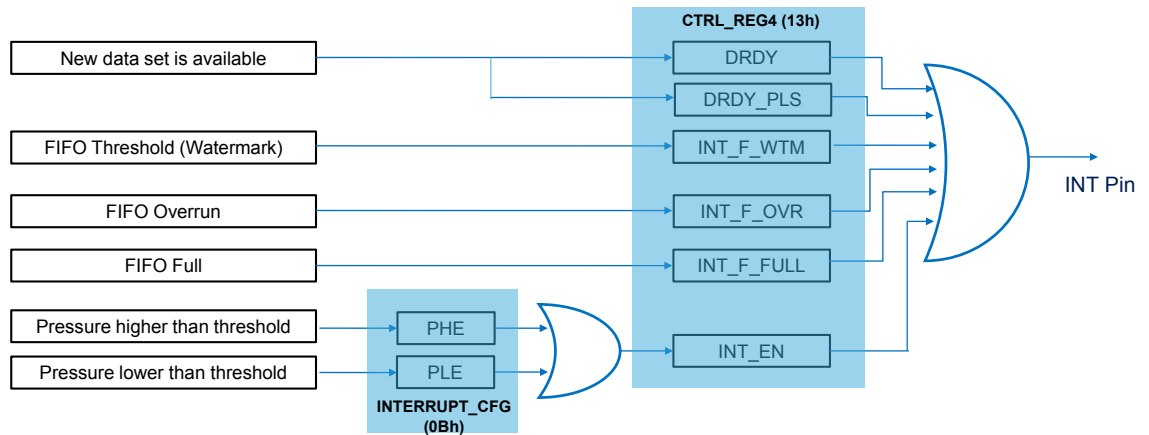 CTRL_REG4 (13h)
New data set is available
DRDY
DRDY_PLS
FIFO Threshold (Watermark)
INT_F_WTM
INT Pin
FIFO Overrun
INT_F_OVR
FIFO Full
INT_F_FULL
Pressure higher than threshold
PHE
INT_EN
Pressure lower than threshold
PLE
INTERRUPT_CFG
(0Bh)